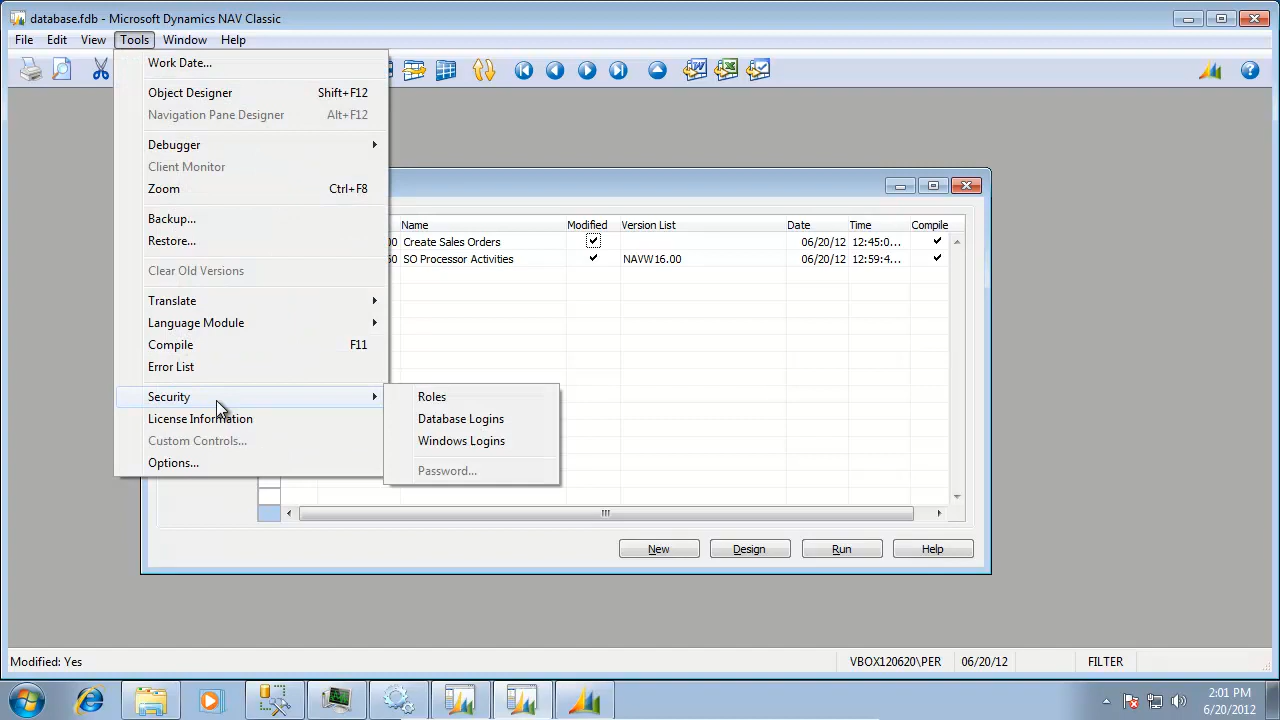 database.fdb - Microsoft Dynamics NAV Classic
File Edit View Tools Window Help
Work Date...
Object Designer Shift+F12
Navigation Pane Designer Alt+F12
Debugger
Client Monitor
Zoom Ctrl+F8
Backup...
Restore...
Clear Old Versions
Translate
Language Module
Compile F11
Error List
Security
License Information
Custom Controls...
Options...
Roles
Database Logins
Windows Logins
Password...
Name Modified Version List Date Time Compile
00 Create Sales Orders 06/20/12 12:45:0...
60 SO Processor Activities NAVW16.00 06/20/12 12:59:4...
New Design Run Help
Modified: Yes VBOX120620\PER 06/20/12 FILTER
2:01 PM
6/20/2012